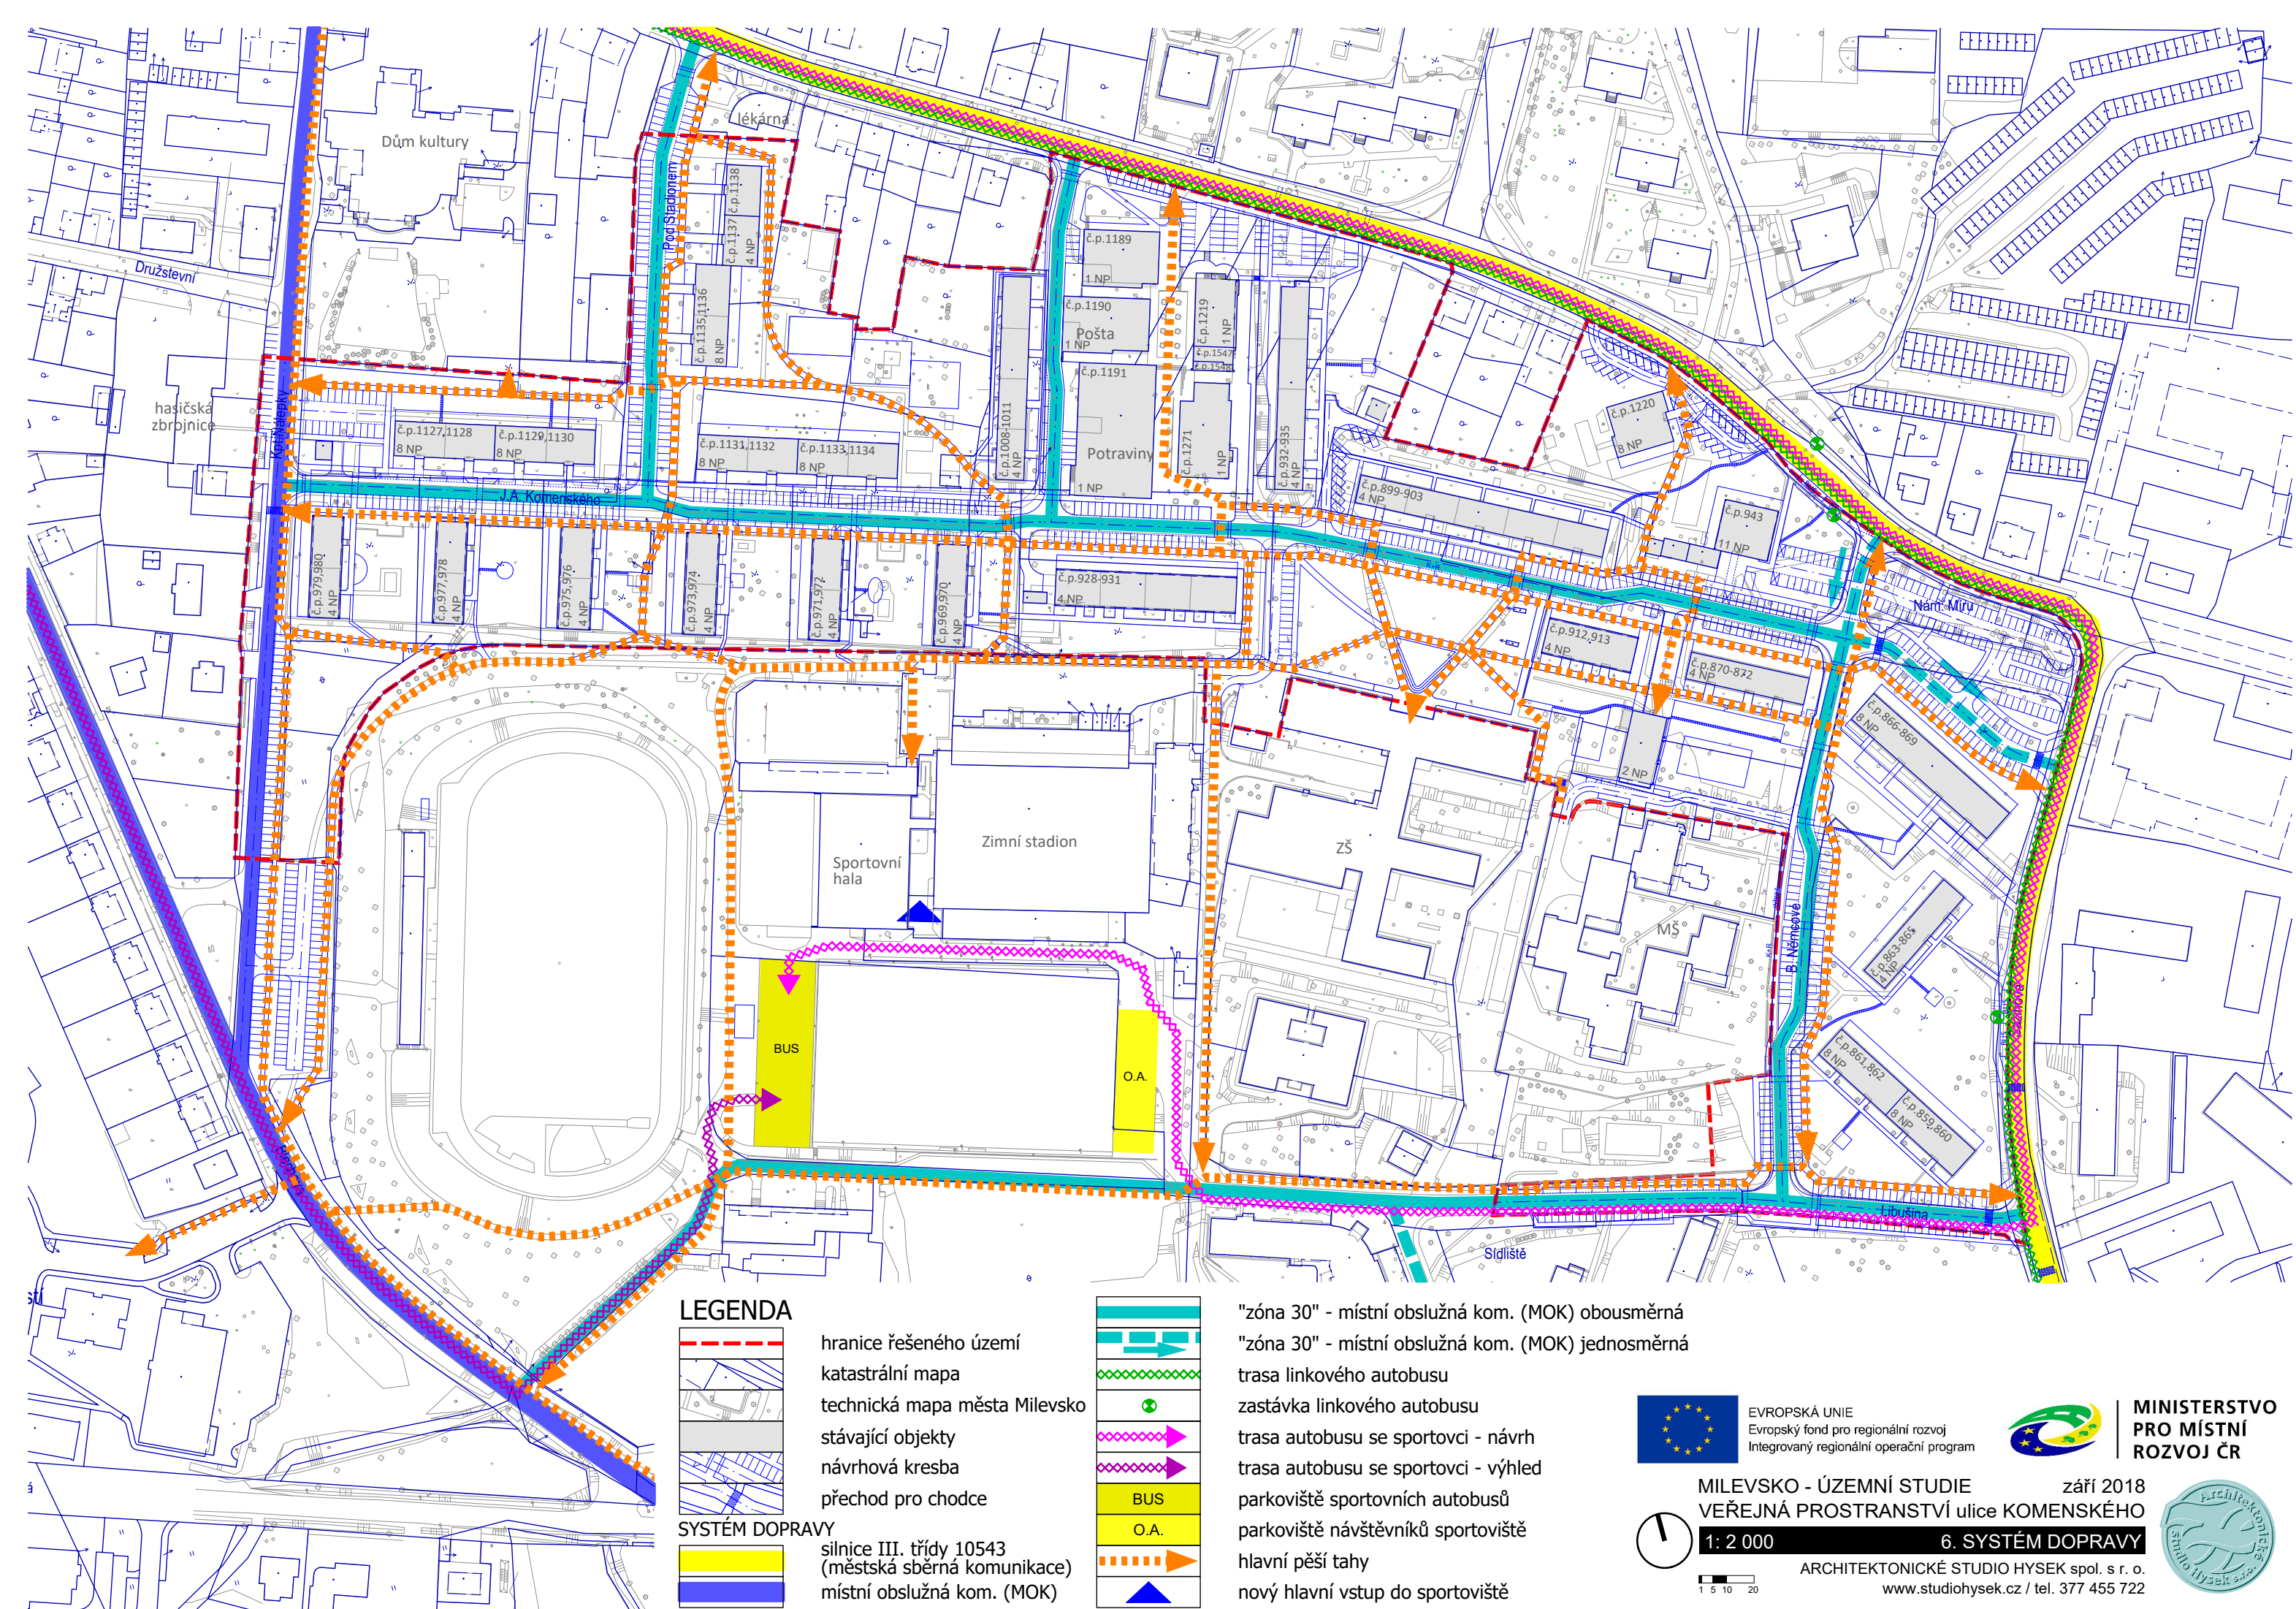 lékárna
Dům kultury
Pod Stadionem
č.p.1137
č.p.1138
4 NP
Družstevní
č.p.1135,1136
8 NP
č.p.1189
1 NP
č.p.1190
Pošta
1 NP
č.p.1191
Potraviny
1 NP
č.p.1219
1 NP
č.p.1547
č.p.1548
č.p.1271
1 NP
č.p.1008-1011
4 NP
č.p.932-935
4 NP
č.p.1220
8 NP
hasičská
zbrojnice
Kpt.Nálepky
č.p.1127,1128
8 NP
č.p.1129,1130
8 NP
č.p.1131,1132
8 NP
č.p.1133,1134
8 NP
J.A. Komenského
č.p.899-903
4 NP
č.p.943
11 NP
č.p.979,980
4 NP
č.p.977,978
4 NP
č.p.975,976
4 NP
č.p.973,974
4 NP
č.p.971,972
4 NP
č.p.969,970
4 NP
č.p.928-931
4 NP
K+R
Nám. Míru
č.p.912,913
4 NP
č.p.870-872
4 NP
č.p.866-869
8 NP
2 NP
Sportovní
hala
Zimní stadion
ZŠ
MŠ
K+R
B. Němcové
č.p.863-865
4 NP
č.p.861,862
8 NP
č.p.859,860
8 NP
BUS
O.A.
Libušina
Sídliště
LEGENDA
hranice řešeného území
katastrální mapa
technická mapa města Milevsko
stávající objekty
návrhová kresba
přechod pro chodce
SYSTÉM DOPRAVY
silnice III. třídy 10543
(městská sběrná komunikace)
místní obslužná kom. (MOK)
"zóna 30" - místní obslužná kom. (MOK) obousměrná
"zóna 30" - místní obslužná kom. (MOK) jednosměrná
trasa linkového autobusu
zastávka linkového autobusu
trasa autobusu se sportovci - návrh
trasa autobusu se sportovci - výhled
BUS parkoviště sportovních autobusů
O.A. parkoviště návštěvníků sportoviště
hlavní pěší tahy
nový hlavní vstup do sportoviště
EVROPSKÁ UNIE
Evropský fond pro regionální rozvoj
Integrovaný regionální operační program
MINISTERSTVO
PRO MÍSTNÍ
ROZVOJ ČR
MILEVSKO - ÚZEMNÍ STUDIE září 2018
VEŘEJNÁ PROSTRANSTVÍ ulice KOMENSKÉHO
1: 2 000 6. SYSTÉM DOPRAVY
ARCHITEKTONICKÉ STUDIO HYSEK spol. s r. o.
1 5 10 20
www.studiohysek.cz / tel. 377 455 722
Architektonické
studio Hysek s.r.o.